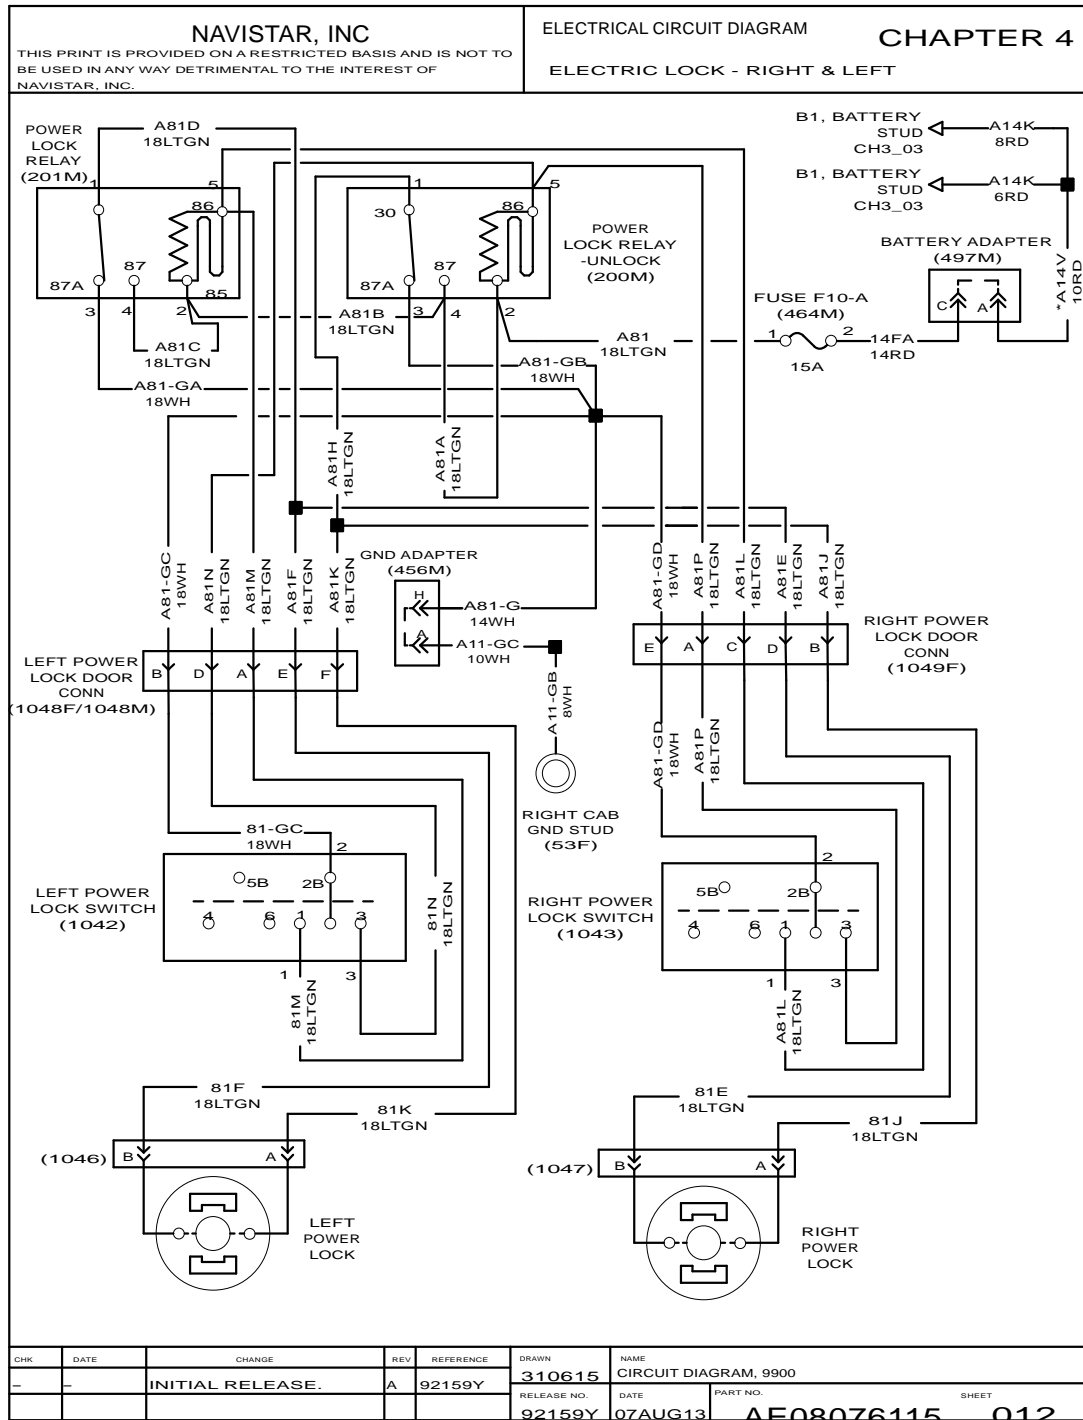 NAVISTAR, INC
THIS PRINT IS PROVIDED ON A RESTRICTED BASIS AND IS NOT TO
BE USED IN ANY WAY DETRIMENTAL TO THE INTEREST OF
NAVISTAR, INC.
ELECTRICAL CIRCUIT DIAGRAM
CHAPTER 4
ELECTRIC LOCK - RIGHT & LEFT
POWER
LOCK
RELAY
(201M)
A81D
18LTGN
1
5
86
87
87A
85
3
4
2
A81C
18LTGN
A81B
18LTGN
1
5
30
86
87
87A
3
4
2
POWER
LOCK RELAY
-UNLOCK
(200M)
B1, BATTERY
STUD
CH3_03
A14K
8RD
B1, BATTERY
STUD
CH3_03
A14K
6RD
BATTERY ADAPTER
(497M)
C
A
*A14V
10RD
FUSE F10-A
(464M)
1
2
15A
14FA
14RD
A81
18LTGN
A81-GB
18WH
A81-GA
18WH
A81H
18LTGN
A81A
18LTGN
A81-GC
18WH
A81N
18LTGN
A81M
18LTGN
A81F
18LTGN
A81K
18LTGN
GND ADAPTER
(456M)
H
A
A81-G
14WH
A11-GC
10WH
A11-GB
8WH
RIGHT CAB
GND STUD
(53F)
A81-GD
18WH
A81P
18LTGN
A81L
18LTGN
A81E
18LTGN
A81J
18LTGN
RIGHT POWER
LOCK DOOR
CONN
(1049F)
E
A
C
D
B
LEFT POWER
LOCK DOOR
CONN
(1048F/1048M)
B
D
A
E
F
A81-GD
18WH
A81P
18LTGN
81-GC
18WH
2
LEFT POWER
LOCK SWITCH
(1042)
5B
2B
4
6
1
3
1
3
81M
18LTGN
81N
18LTGN
2
RIGHT POWER
LOCK SWITCH
(1043)
5B
2B
4
6
1
3
1
3
A81L
18LTGN
81F
18LTGN
81K
18LTGN
(1046)
B
A
LEFT
POWER
LOCK
81E
18LTGN
81J
18LTGN
(1047)
B
A
RIGHT
POWER
LOCK
CHK
DATE
CHANGE
REV
REFERENCE
– – INITIAL RELEASE. A 92159Y
DRAWN
310615
NAME
CIRCUIT DIAGRAM, 9900
RELEASE NO.
92159Y
DATE
07AUG13
PART NO.
AE08076115
SHEET
012